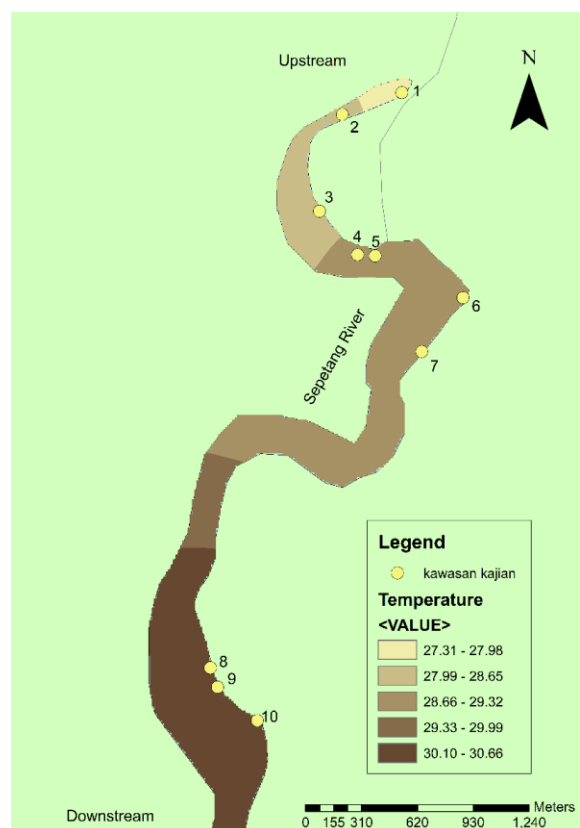 Upstream
N
1
2
3
4
5
6
Sepetang River
7
Legend
kawasan kajian
Temperature
<VALUE>
27.31 - 27.98
27.99 - 28.65
28.66 - 29.32
29.33 - 29.99
30.10 - 30.66
8
9
10
Meters
0 155 310 620 930 1,240
Downstream